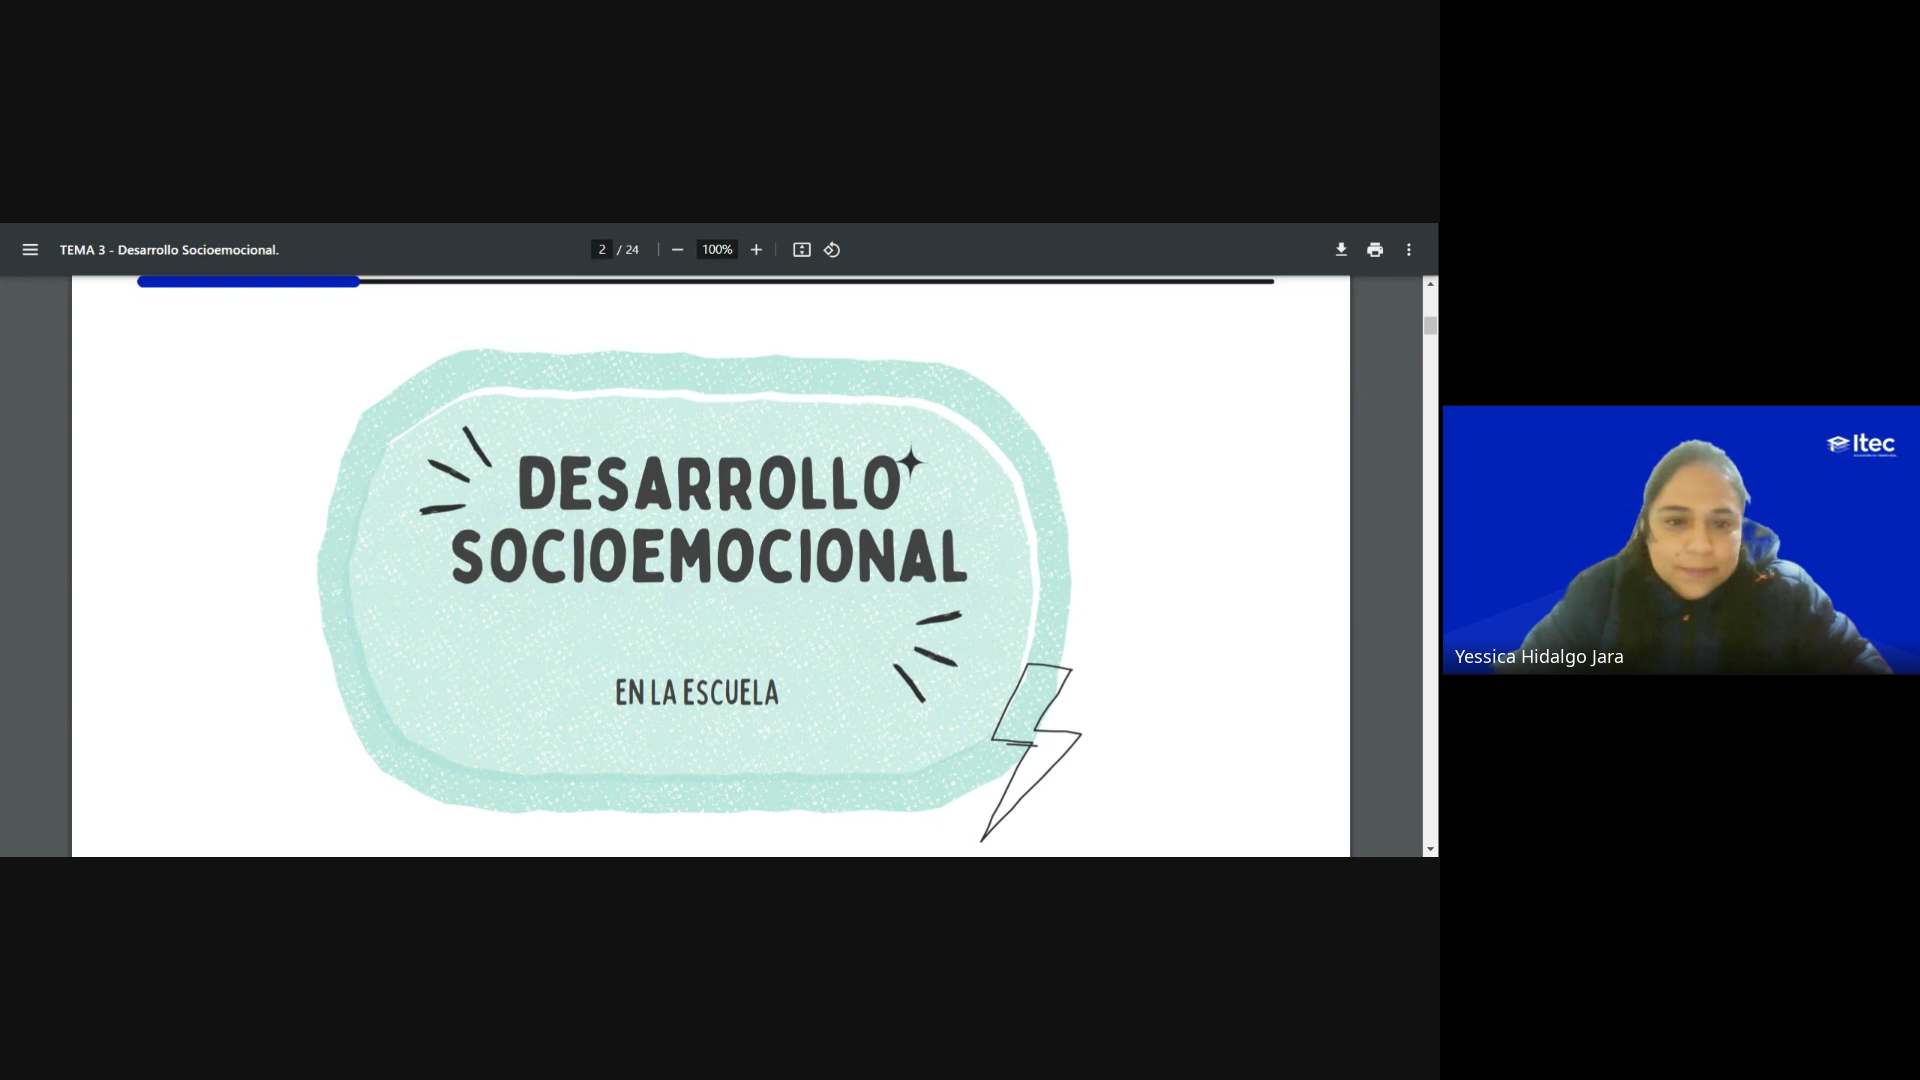 TEMA 3 - Desarrollo Socioemocional.
2 / 24
100%
DESARROLLO
SOCIOEMOCIONAL
EN LA ESCUELA
Itec
Yessica Hidalgo Jara